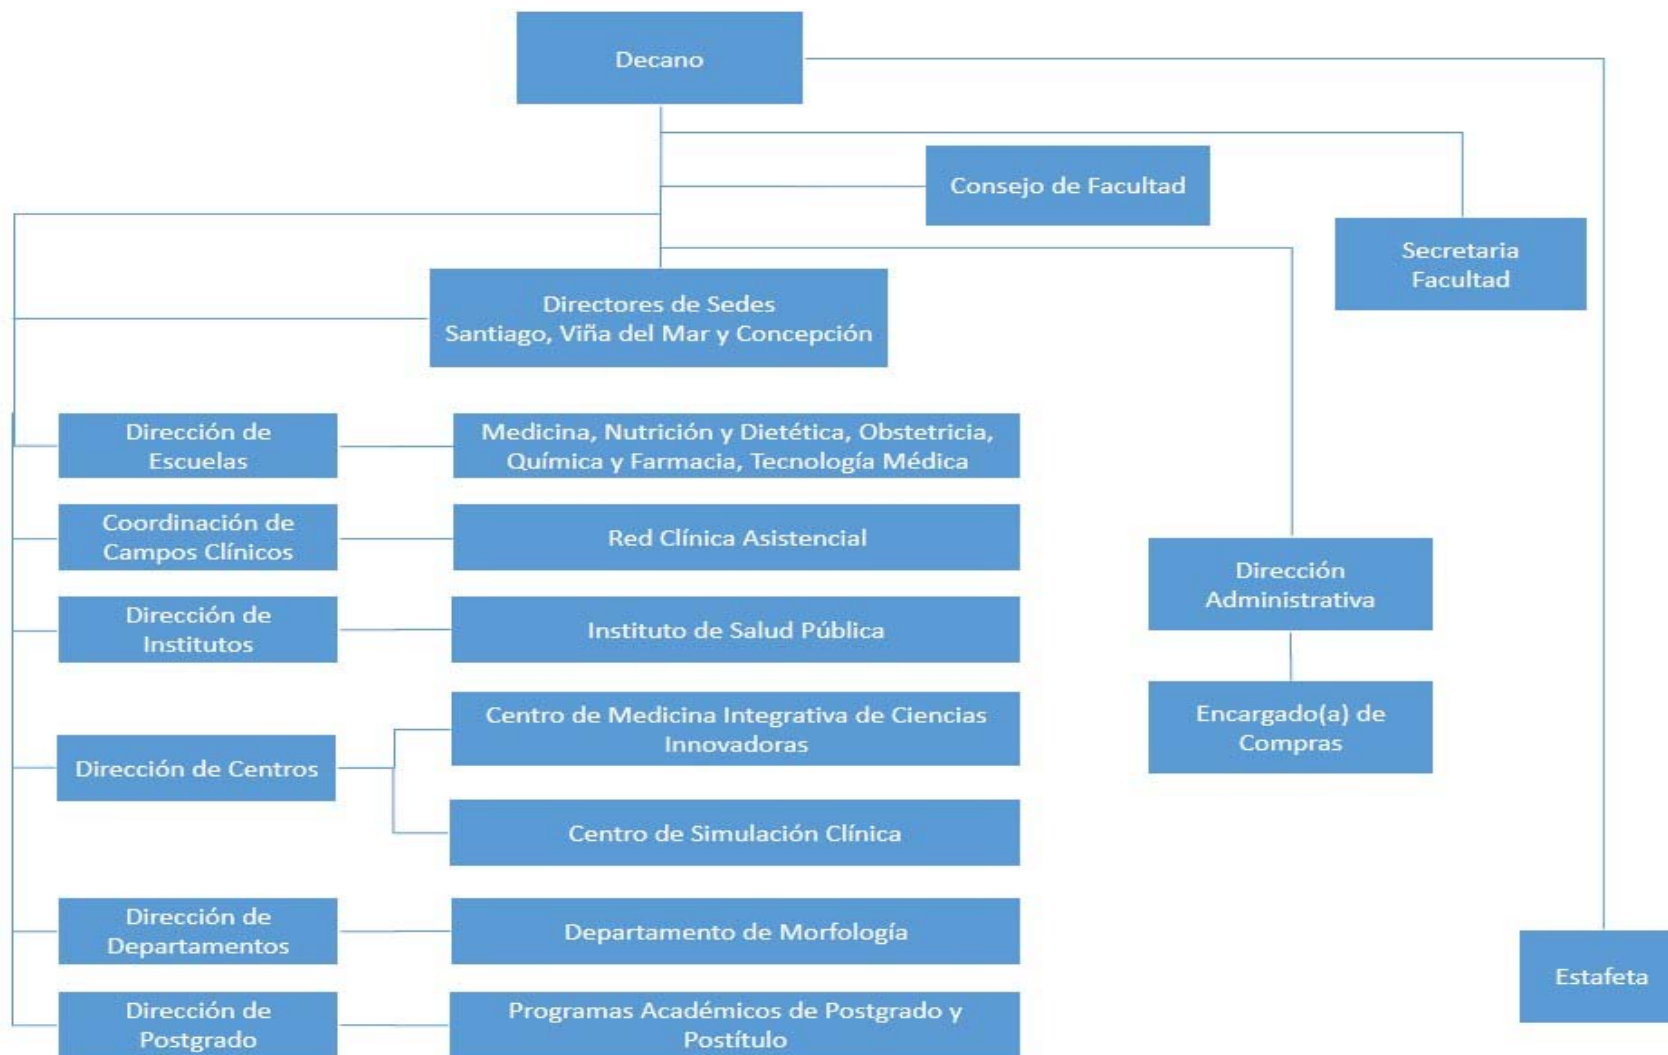 Decano
Consejo de Facultad
Secretaria
Facultad
Directores de Sedes
Santiago, Viña del Mar y Concepción
Dirección de
Escuelas
Medicina, Nutrición y Dietética, Obstetricia,
Química y Farmacia, Tecnología Médica
Coordinación de
Campos Clínicos
Red Clínica Asistencial
Dirección de
Institutos
Instituto de Salud Pública
Dirección
Administrativa
Encargado(a) de
Compras
Dirección de Centros
Centro de Medicina Integrativa de Ciencias
Innovadoras
Centro de Simulación Clínica
Dirección de
Departamentos
Departamento de Morfología
Estafeta
Dirección de
Postgrado
Programas Académicos de Postgrado y
Postítulo